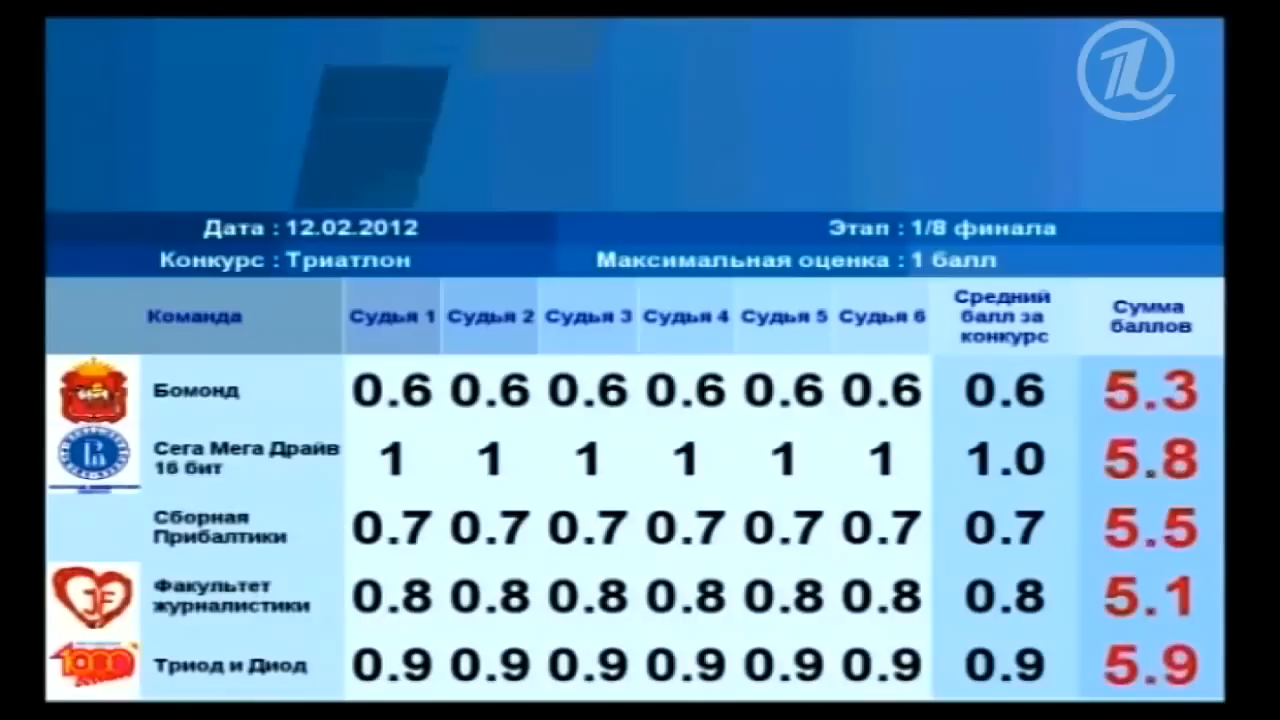 Дата : 12.02.2012 Этап : 1/8 финала
Конкурс : Триатлон Максимальная оценка : 1 балл
Команда Судья 1 Судья 2 Судья 3 Судья 4 Судья 5 Судья 6 Средний балл за конкурс Сумма баллов
Бомонд 0.6 0.6 0.6 0.6 0.6 0.6 0.6 5.3
Сега Мега Драйв 16 бит 1 1 1 1 1 1 1.0 5.8
Сборная Прибалтики 0.7 0.7 0.7 0.7 0.7 0.7 0.7 5.5
JF Факультет журналистики 0.8 0.8 0.8 0.8 0.8 0.8 0.8 5.1
1000 Триод и Диод 0.9 0.9 0.9 0.9 0.9 0.9 0.9 5.9